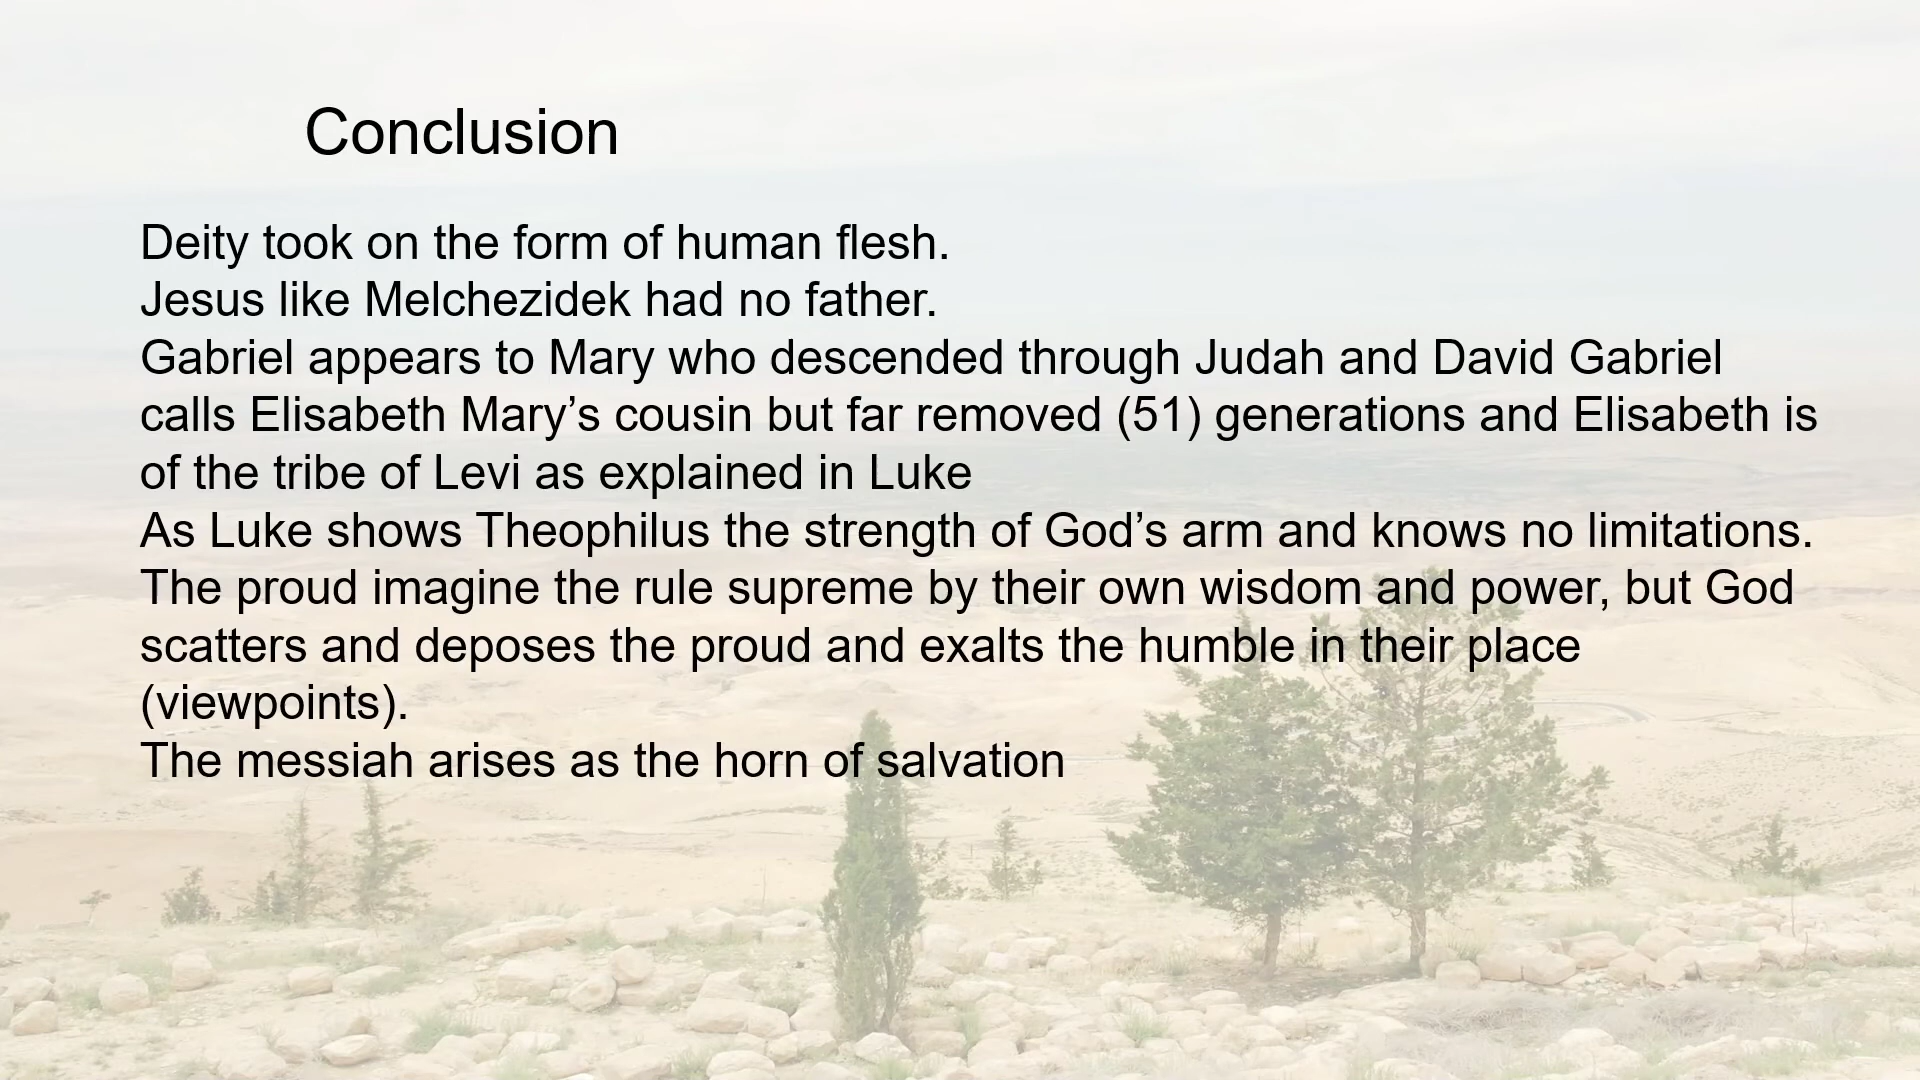 Conclusion
Deity took on the form of human flesh.
Jesus like Melchezidek had no father.
Gabriel appears to Mary who descended through Judah and David Gabriel
calls Elisabeth Mary’s cousin but far removed (51) generations and Elisabeth is
of the tribe of Levi as explained in Luke
As Luke shows Theophilus the strength of God’s arm and knows no limitations.
The proud imagine the rule supreme by their own wisdom and power, but God
scatters and deposes the proud and exalts the humble in their place
(viewpoints).
The messiah arises as the horn of salvation